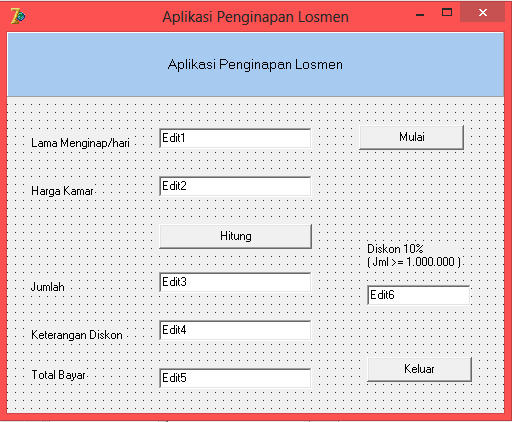 Aplikasi Penginapan Losmen
Aplikasi Penginapan Losmen
Lama Menginap/hari
Edit1
Mulai
Harga Kamar
Edit2
Hitung
Diskon 10%
( Jml >= 1.000.000 )
Jumlah
Edit3
Edit6
Keterangan Diskon
Edit4
Total Bayar
Edit5
Keluar